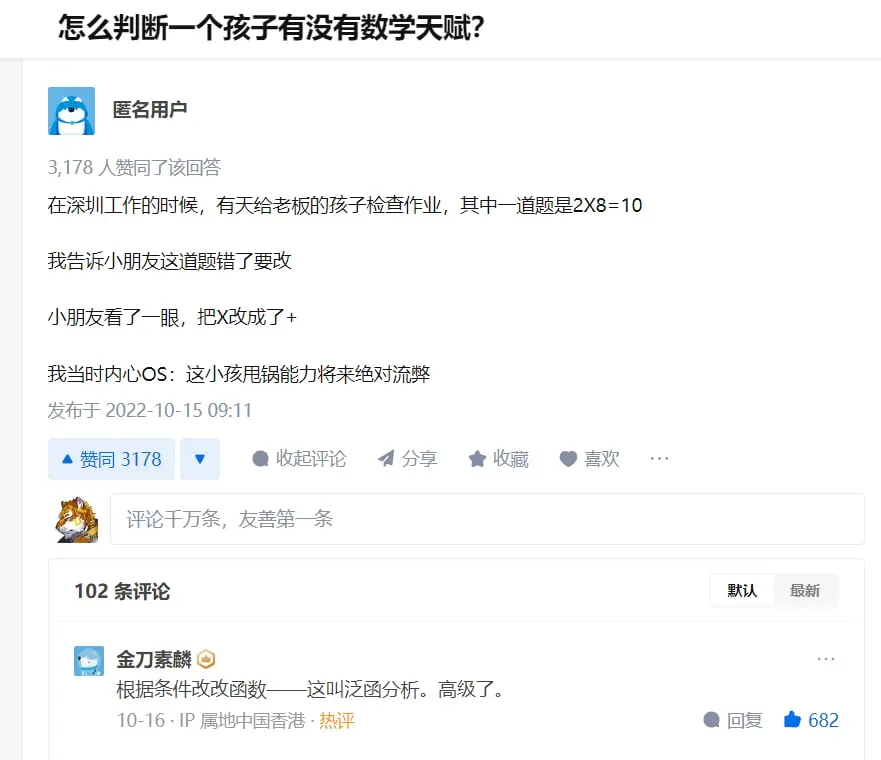 怎么判断一个孩子有没有数学天赋？
匿名用户
3,178 人赞同了该回答
在深圳工作的时候，有天给老板的孩子检查作业，其中一道题是2X8=10
我告诉小朋友这道题错了要改
小朋友看了一眼，把X改成了+
我当时内心OS：这小孩甩锅能力将来绝对流弊
发布于 2022-10-15 09:11
赞同 3178 收起评论 分享 收藏 喜欢 ···
评论千万条，友善第一条
102 条评论 默认 最新
金刀素麟 ···
根据条件改改函数——这叫泛函分析。高级了。
10-16 · IP 属地中国香港 · 热评 回复 682